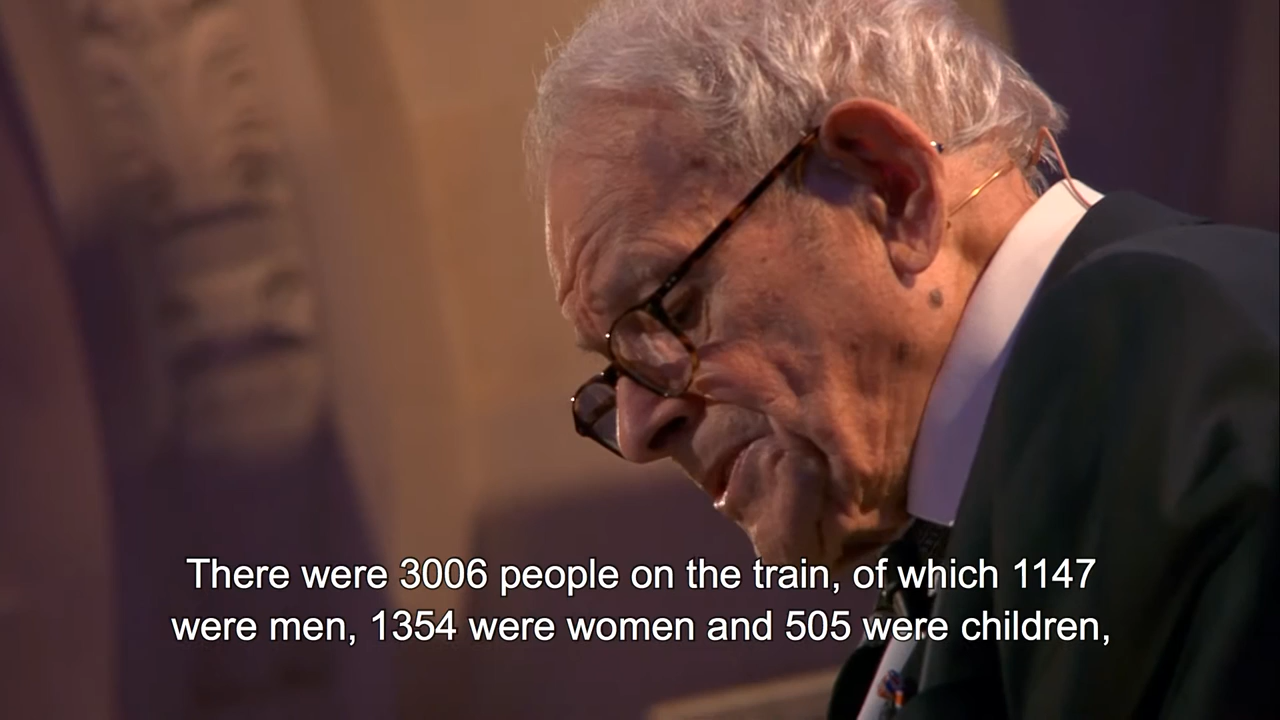 There were 3006 people on the train, of which 1147
were men, 1354 were women and 505 were children,